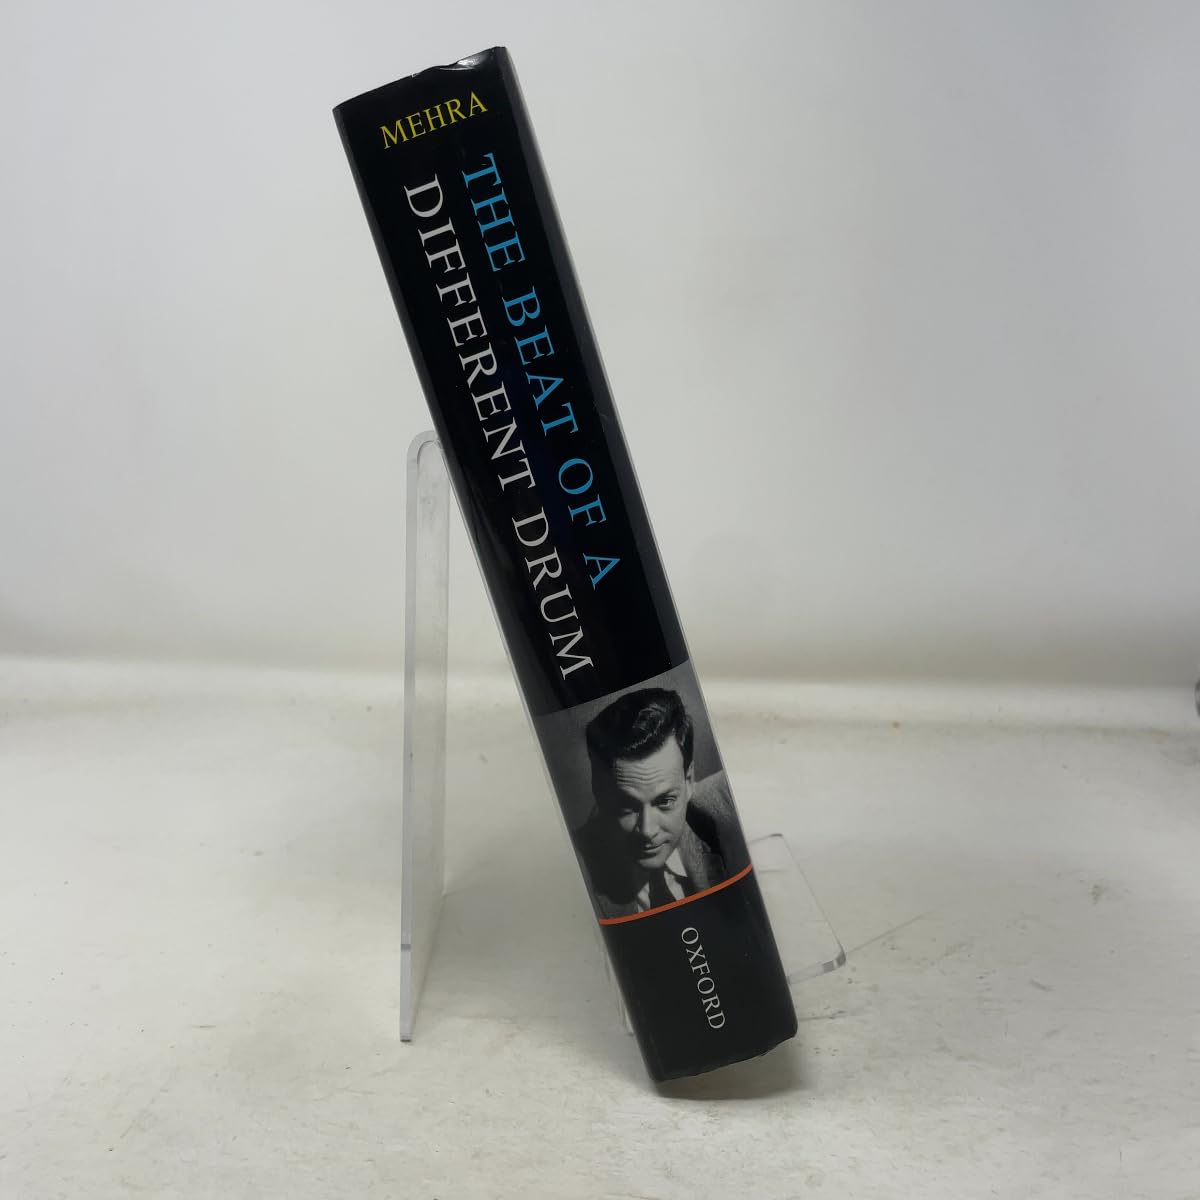 MEHRA
THE BEAT OF A
DIFFERENT DRUM
OXFORD